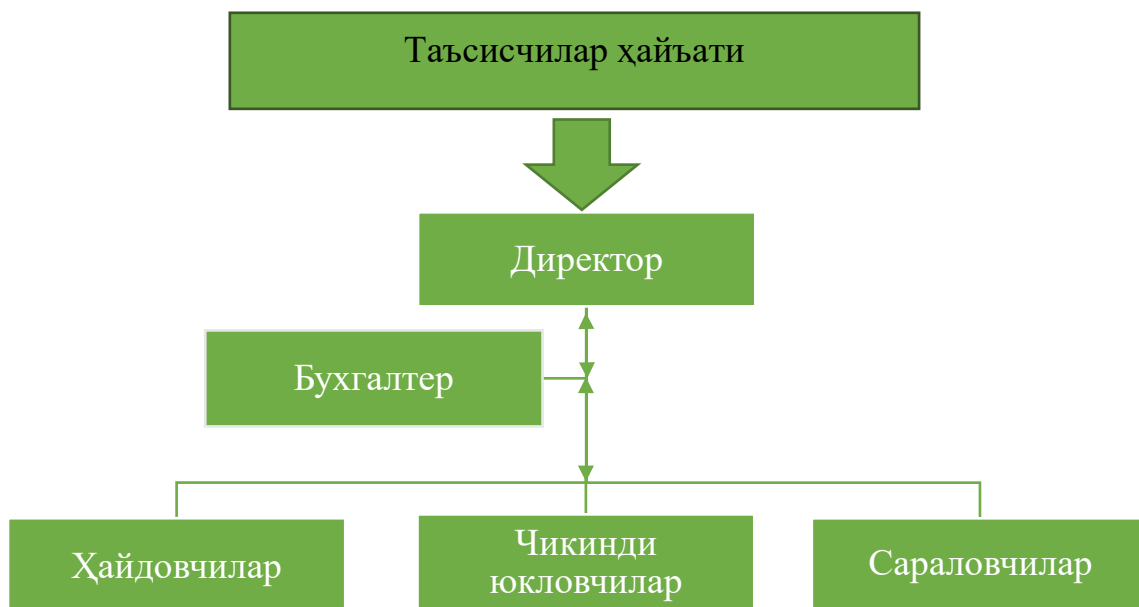 Таъсисчилар ҳайъати
Директор
Бухгалтер
Ҳайдовчилар
Чикинди
юкловчилар
Сараловчилар